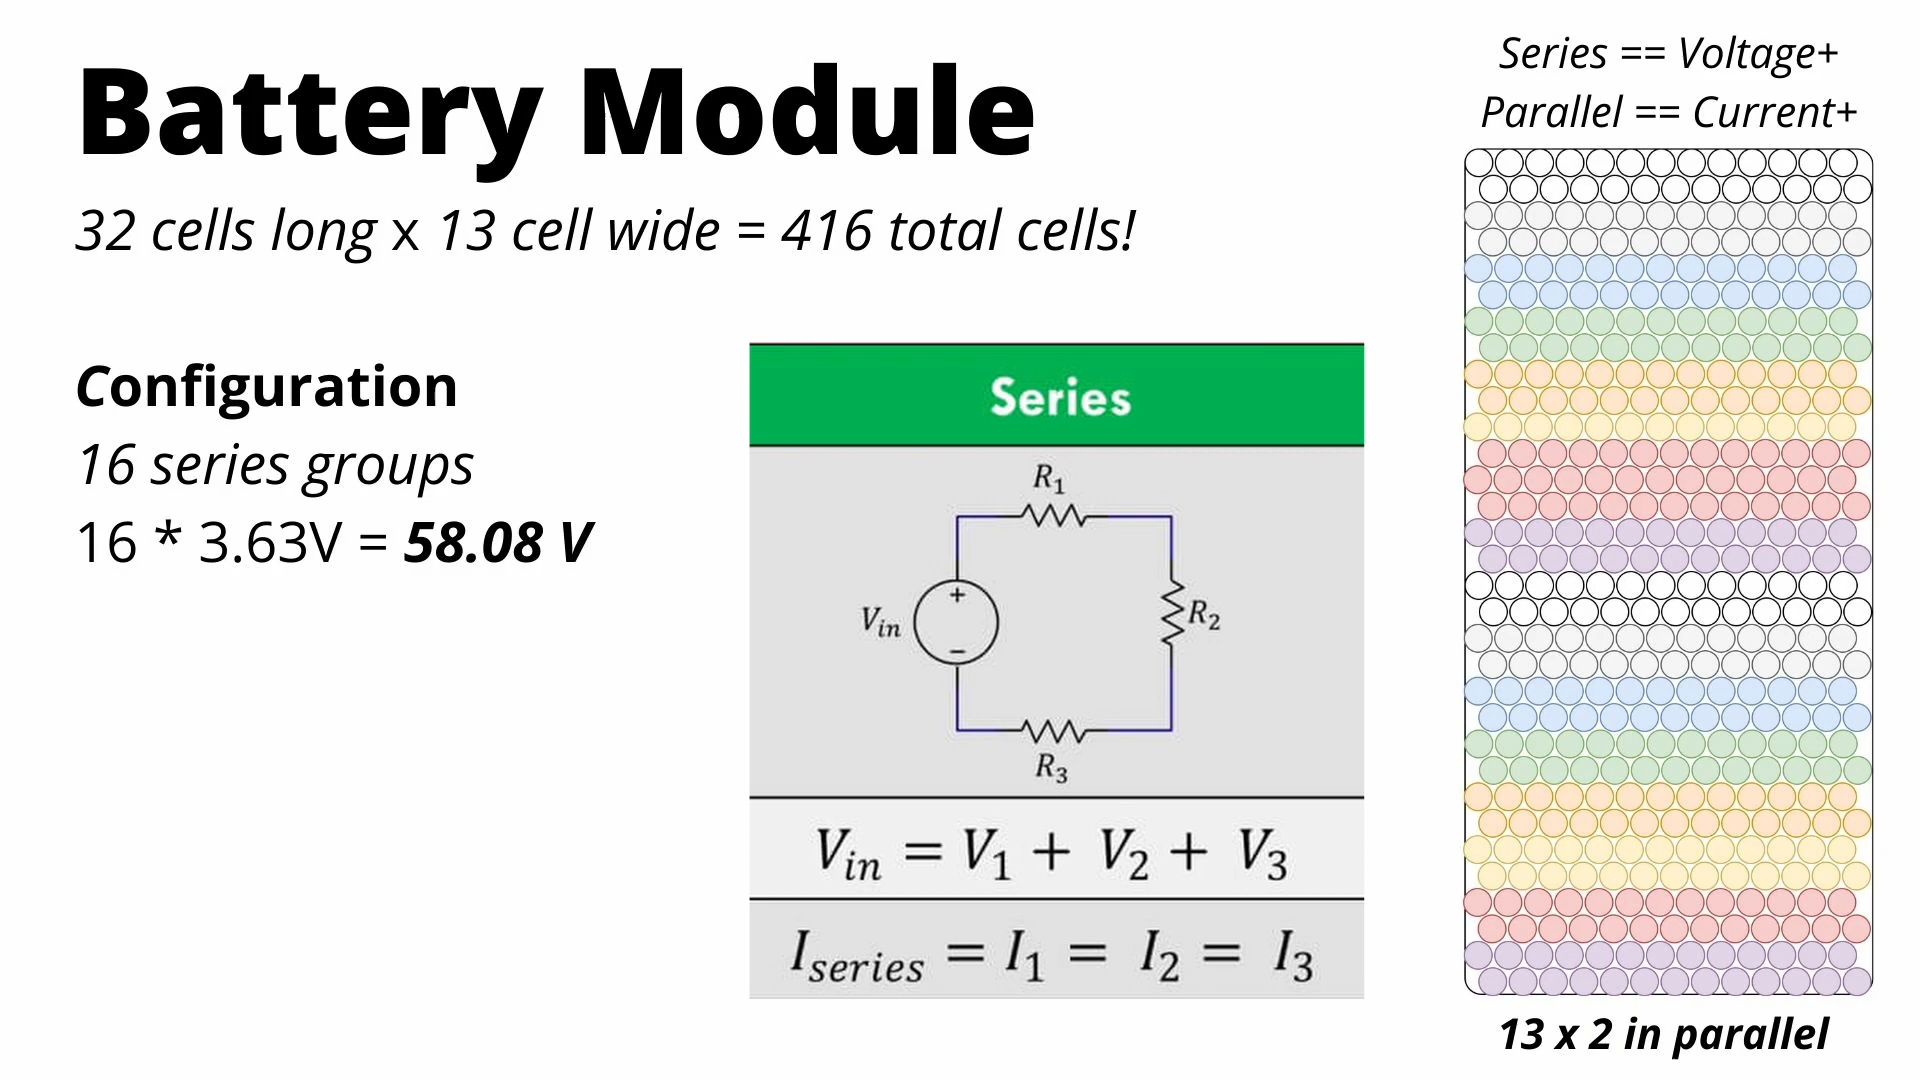 Battery Module
32 cells long x 13 cell wide = 416 total cells!
Configuration
16 series groups
16 * 3.63V = 58.08 V
Series
R1
+
Vin
−
R2
R3
Vin = V1 + V2 + V3
Iseries = I1 = I2 = I3
Series == Voltage+
Parallel == Current+
13 x 2 in parallel